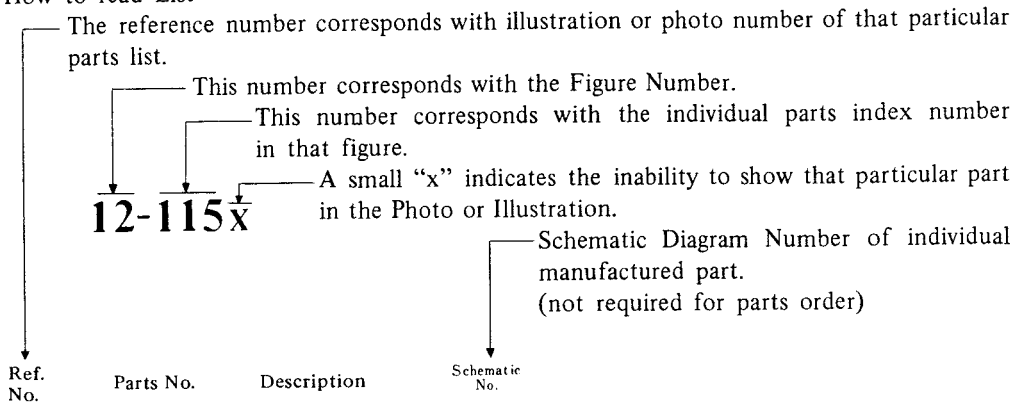 How to read List
The reference number corresponds with illustration or photo number of that particular
parts list.
This number corresponds with the Figure Number.
This number corresponds with the individual parts index number
in that figure.
A small “x” indicates the inability to show that particular part
in the Photo or Illustration.
12-115x
Schematic Diagram Number of individual
manufactured part.
(not required for parts order)
Ref.
No.
Parts No.
Description
Schematic
No.